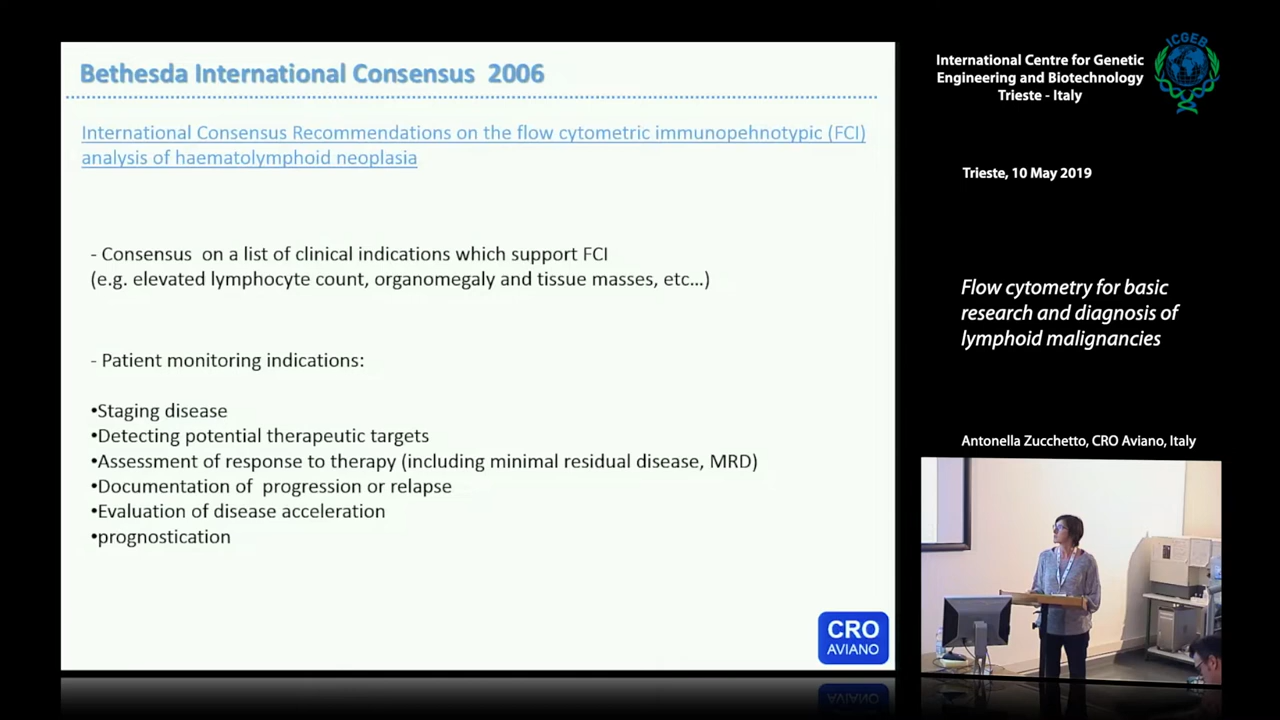 Bethesda International Consensus 2006
International Consensus Recommendations on the flow cytometric immunopehnotypic (FCI)
analysis of haematolymphoid neoplasia
- Consensus on a list of clinical indications which support FCI
(e.g. elevated lymphocyte count, organomegaly and tissue masses, etc…)
- Patient monitoring indications:
•Staging disease
•Detecting potential therapeutic targets
•Assessment of response to therapy (including minimal residual disease, MRD)
•Documentation of progression or relapse
•Evaluation of disease acceleration
•prognostication
CRO
AVIANO
International Centre for Genetic
Engineering and Biotechnology
Trieste - Italy
ICGEB
Trieste, 10 May 2019
Flow cytometry for basic
research and diagnosis of
lymphoid malignancies
Antonella Zucchetto, CRO Aviano, Italy